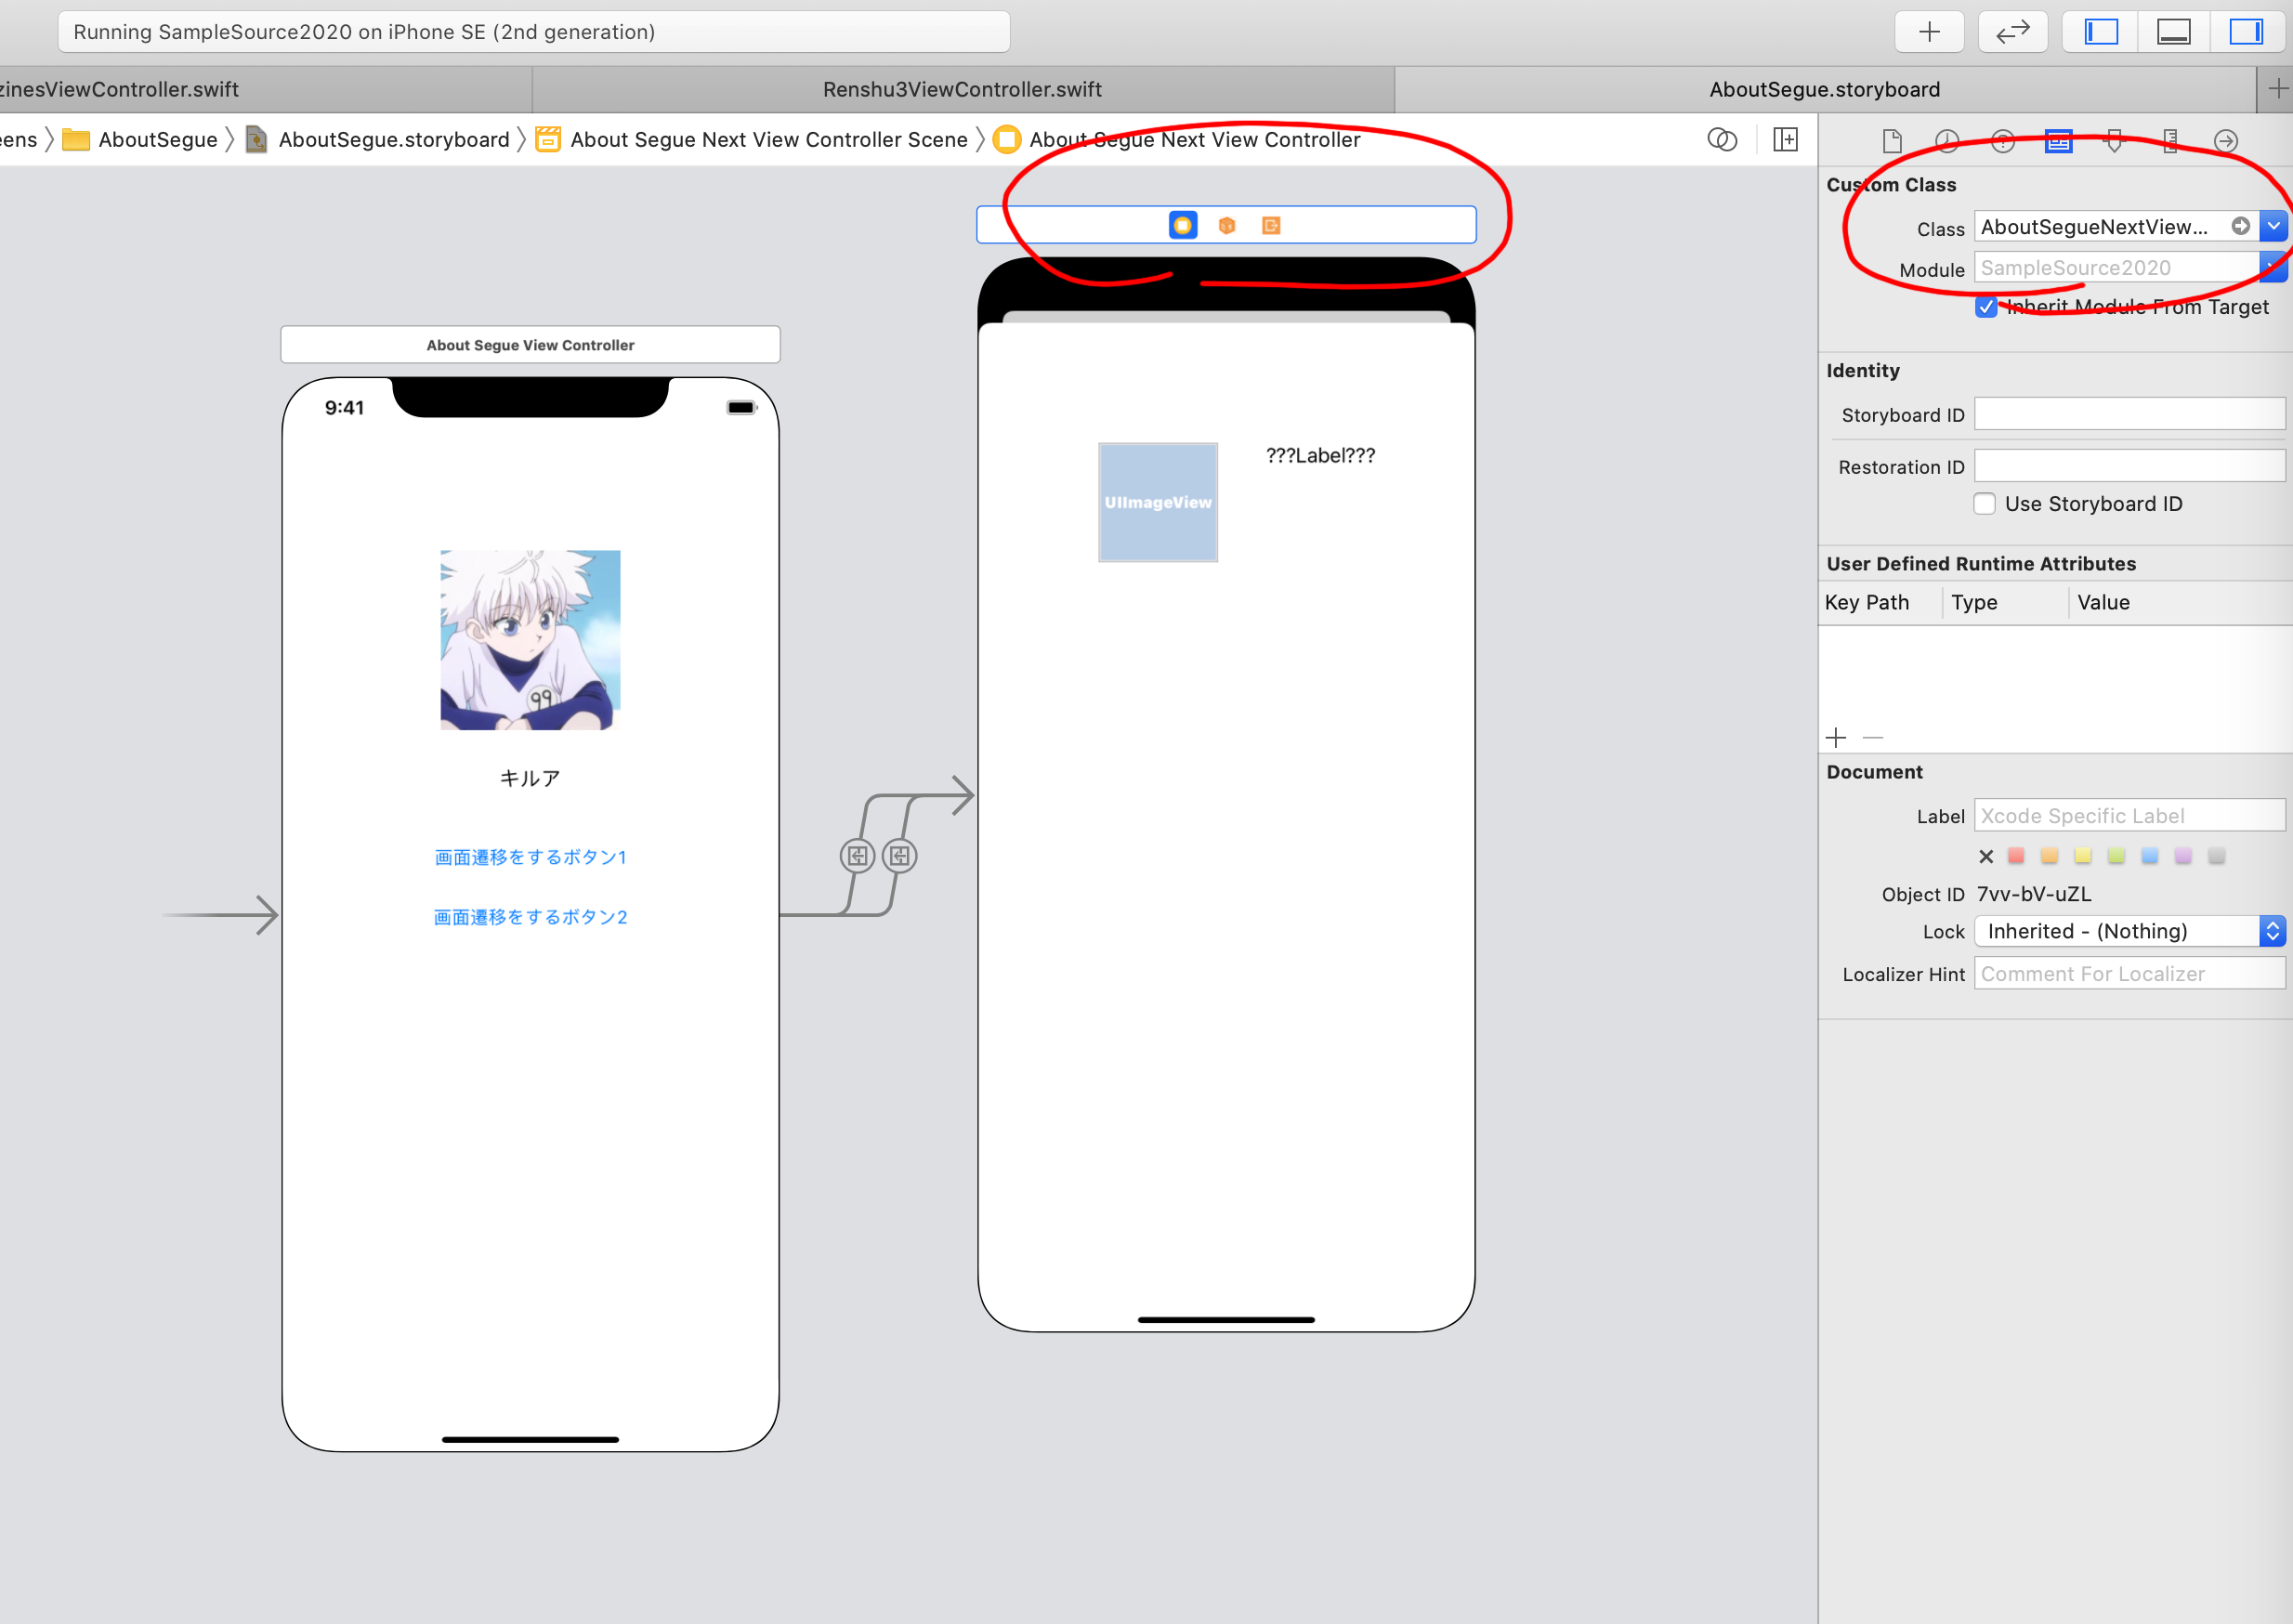 Running SampleSource2020 on iPhone SE (2nd generation)
zinesViewController.swift
Renshu3ViewController.swift
AboutSegue.storyboard
eens
AboutSegue
AboutSegue.storyboard
About Segue Next View Controller Scene
About Segue Next View Controller
About Segue View Controller
9:41
99
キルア
画面遷移をするボタン1
画面遷移をするボタン2
UIImageView
???Label???
Custom Class
Class AboutSegueNextView...
Module SampleSource2020
Inherit Module From Target
Identity
Storyboard ID
Restoration ID
Use Storyboard ID
User Defined Runtime Attributes
Key Path Type Value
Document
Label Xcode Specific Label
Object ID 7vv-bV-uZL
Lock Inherited - (Nothing)
Localizer Hint Comment For Localizer